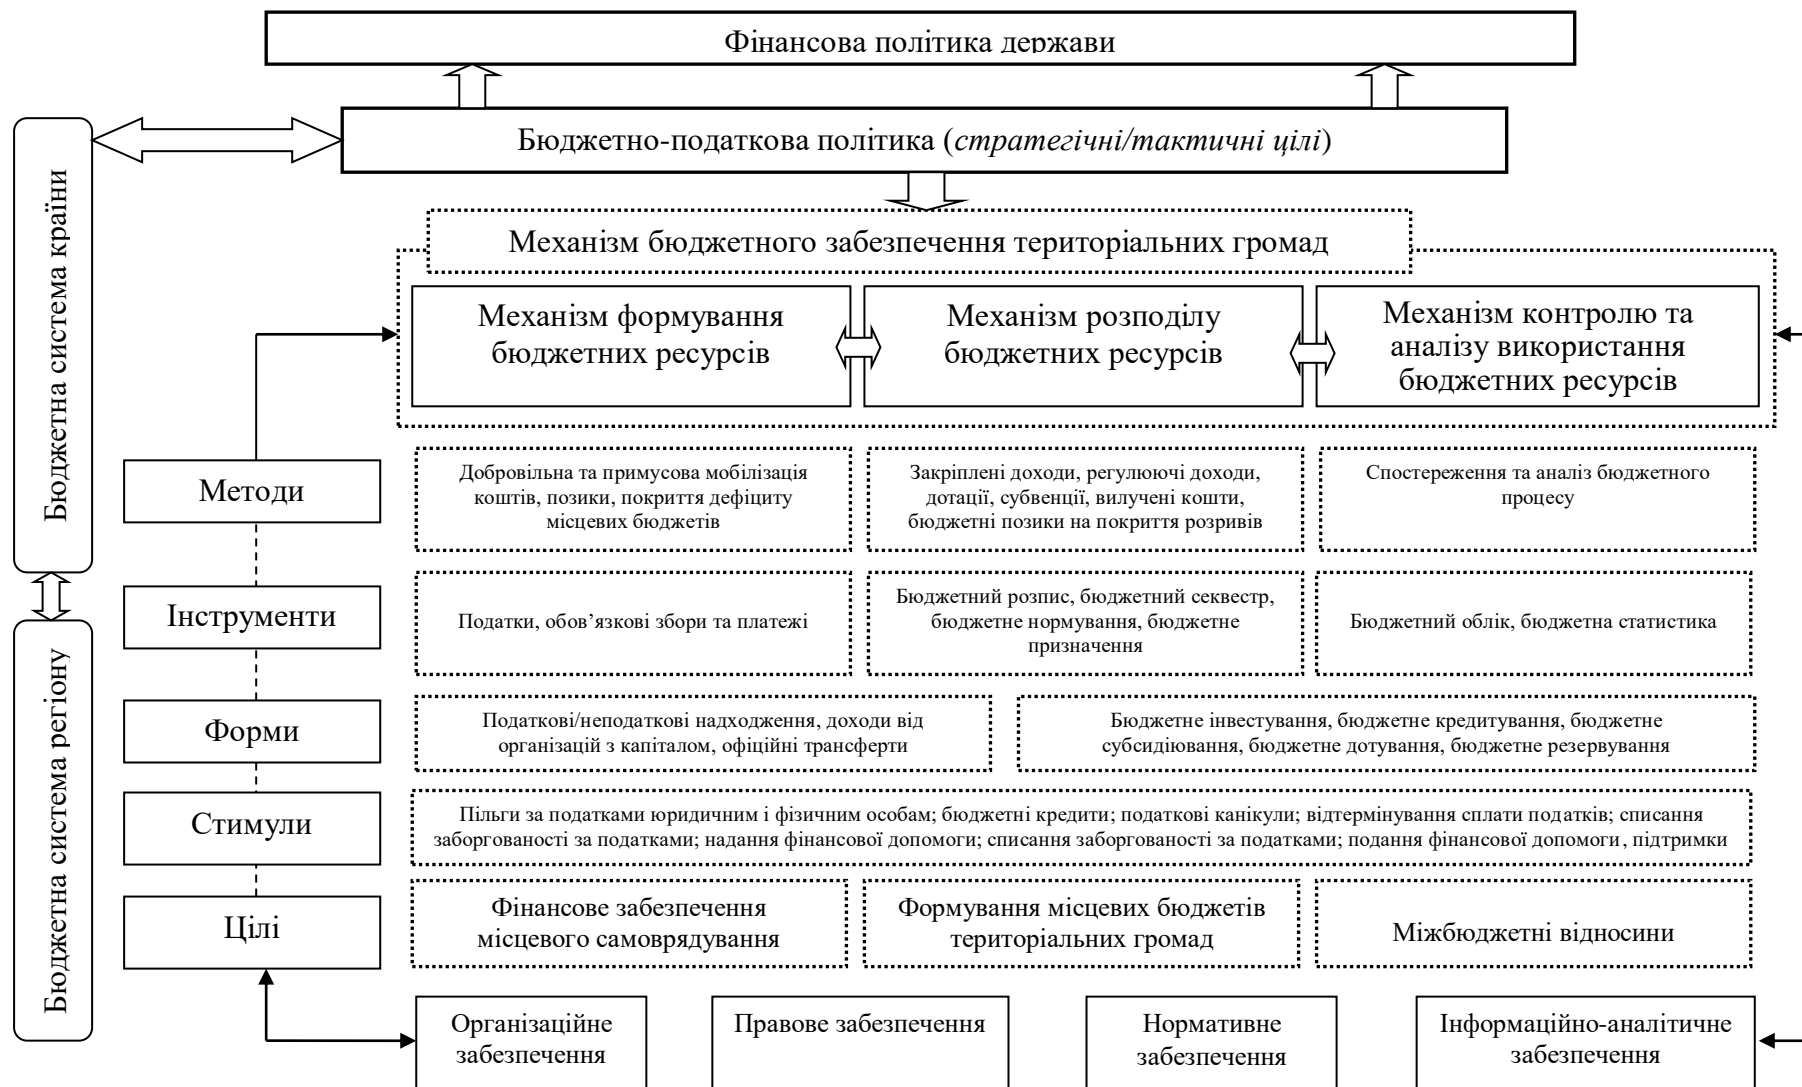 Фінансова політика держави
Бюджетно-податкова політика (стратегічні/тактичні цілі)
Бюджетна система країни
Бюджетна система регіону
Механізм бюджетного забезпечення територіальних громад
Механізм формування
бюджетних ресурсів
Механізм розподілу
бюджетних ресурсів
Механізм контролю та
аналізу використання
бюджетних ресурсів
Методи
Добровільна та примусова мобілізація
коштів, позики, покриття дефіциту
місцевих бюджетів
Закріплені доходи, регулюючі доходи,
дотації, субвенції, вилучені кошти,
бюджетні позики на покриття розривів
Спостереження та аналіз бюджетного
процесу
Інструменти
Податки, обов’язкові збори та платежі
Бюджетний розпис, бюджетний секвестр,
бюджетне нормування, бюджетне
призначення
Бюджетний облік, бюджетна статистика
Форми
Податкові/неподаткові надходження, доходи від
організацій з капіталом, офіційні трансферти
Бюджетне інвестування, бюджетне кредитування, бюджетне
субсидіювання, бюджетне дотування, бюджетне резервування
Стимули
Пільги за податками юридичним і фізичним особам; бюджетні кредити; податкові канікули; відтермінування сплати податків; списання
заборгованості за податками; надання фінансової допомоги; списання заборгованості за податками; подання фінансової допомоги, підтримки
Цілі
Фінансове забезпечення
місцевого самоврядування
Формування місцевих бюджетів
територіальних громад
Міжбюджетні відносини
Організаційне
забезпечення
Правове забезпечення
Нормативне
забезпечення
Інформаційно-аналітичне
забезпечення